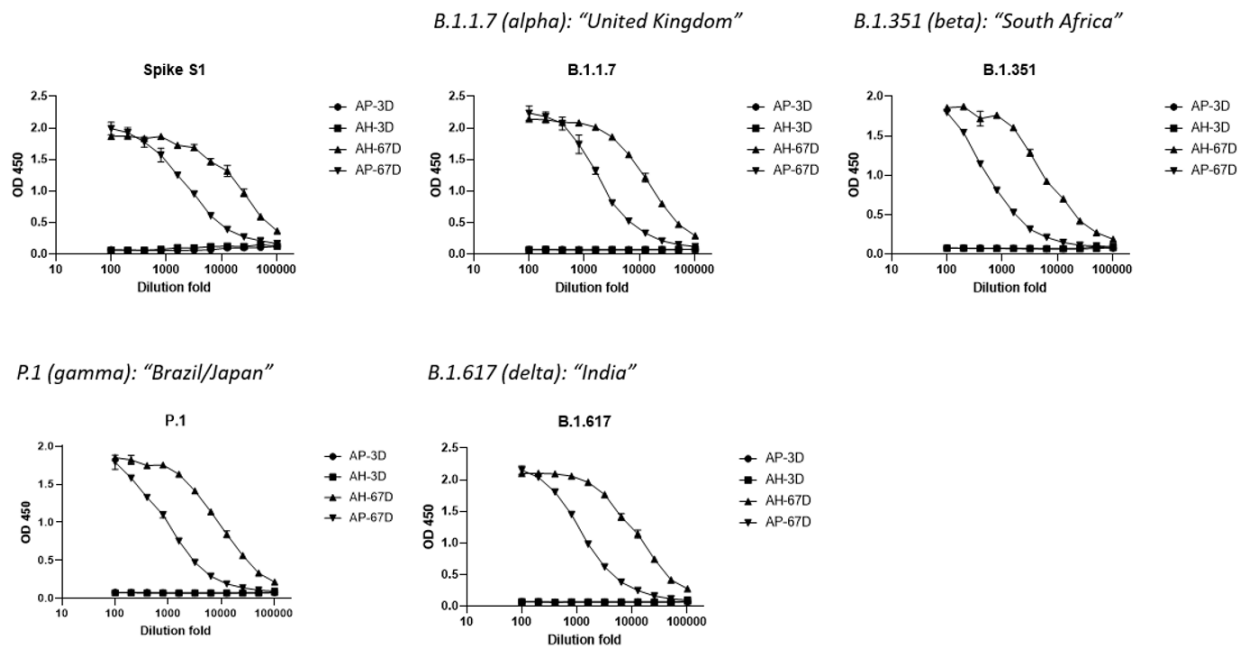 B.1.1.7 (alpha): “United Kingdom”
B.1.351 (beta): “South Africa”
Spike S1
2.5
2.0
1.5
1.0
0.5
0.0
OD 450
10
100
1000
10000
100000
Dilution fold
AP-3D
AH-3D
AH-67D
AP-67D
B.1.1.7
2.5
2.0
1.5
1.0
0.5
0.0
OD 450
10
100
1000
10000
100000
Dilution fold
AP-3D
AH-3D
AH-67D
AP-67D
B.1.351
2.0
1.5
1.0
0.5
0.0
OD 450
10
100
1000
10000
100000
Dilution fold
AP-3D
AH-3D
AH-67D
AP-67D
P.1 (gamma): “Brazil/Japan”
B.1.617 (delta): “India”
P.1
2.0
1.5
1.0
0.5
0.0
OD 450
10
100
1000
10000
100000
Dilution fold
AP-3D
AH-3D
AH-67D
AP-67D
B.1.617
2.5
2.0
1.5
1.0
0.5
0.0
OD 450
10
100
1000
10000
100000
Dilution fold
AP-3D
AH-3D
AH-67D
AP-67D